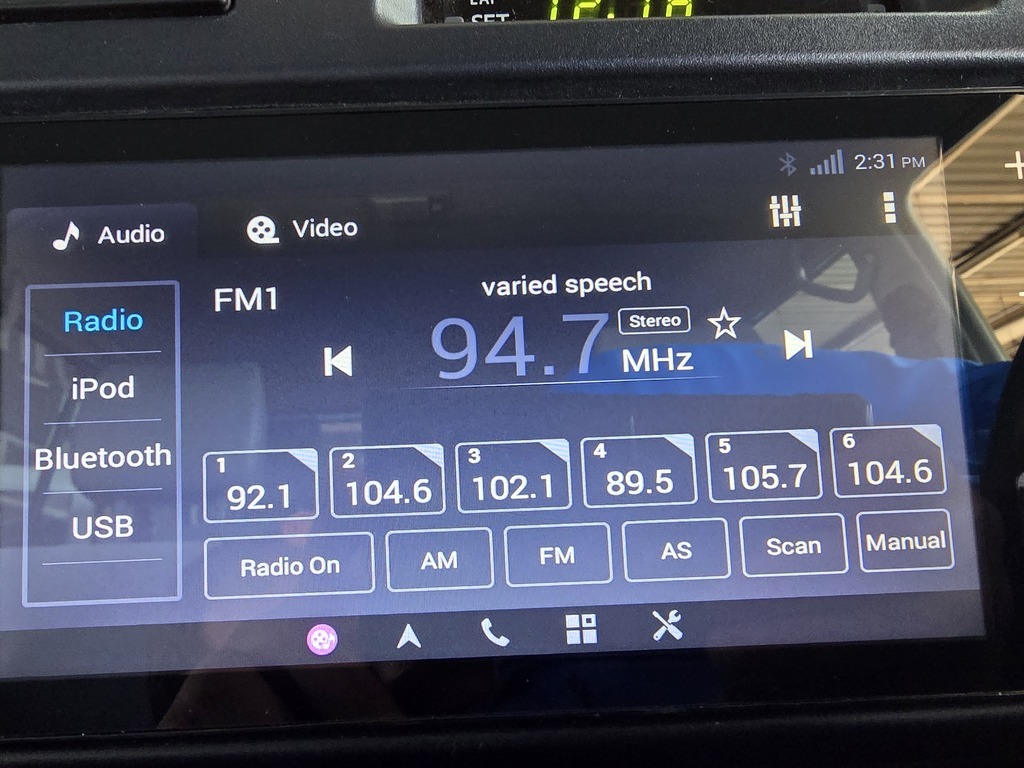 SET
2:31 PM
Audio
Video
Radio
iPod
Bluetooth
USB
FM1
varied speech
94.7 MHz
Stereo
1 92.1
2 104.6
3 102.1
4 89.5
5 105.7
6 104.6
Radio On
AM
FM
AS
Scan
Manual